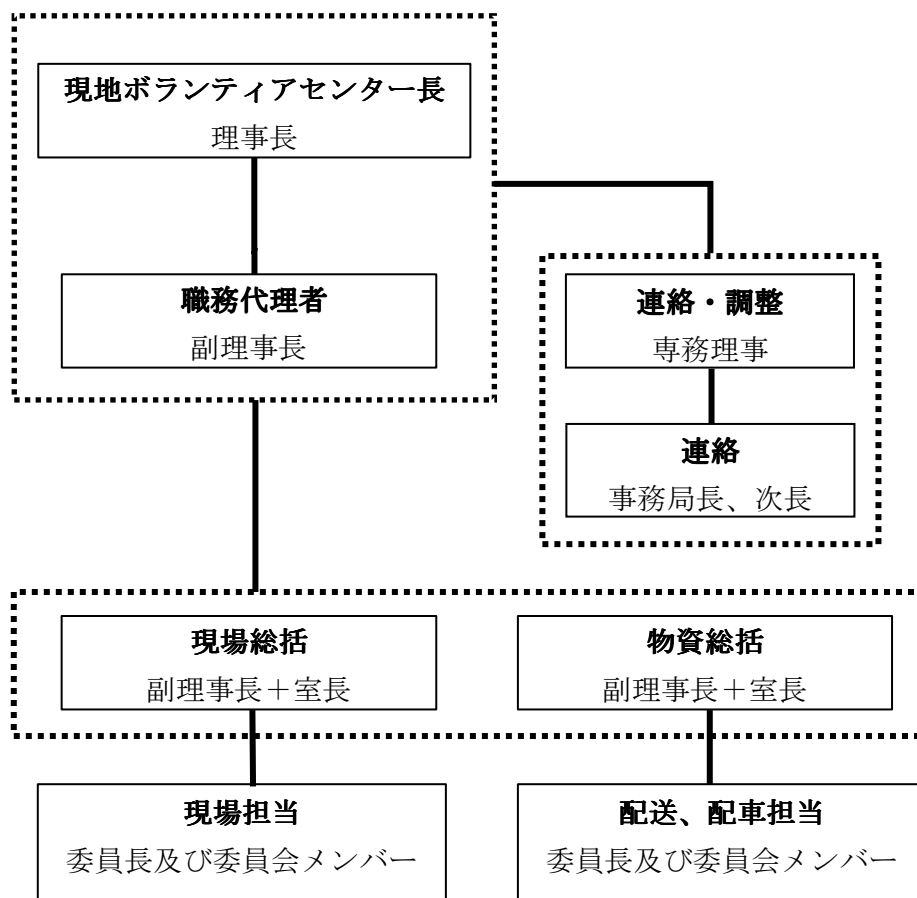 現地ボランティアセンター長
理事長
職務代理者
副理事長
連絡・調整
専務理事
連絡
事務局長、次長
現場総括
副理事長＋室長
物資総括
副理事長＋室長
現場担当
委員長及び委員会メンバー
配送、配車担当
委員長及び委員会メンバー